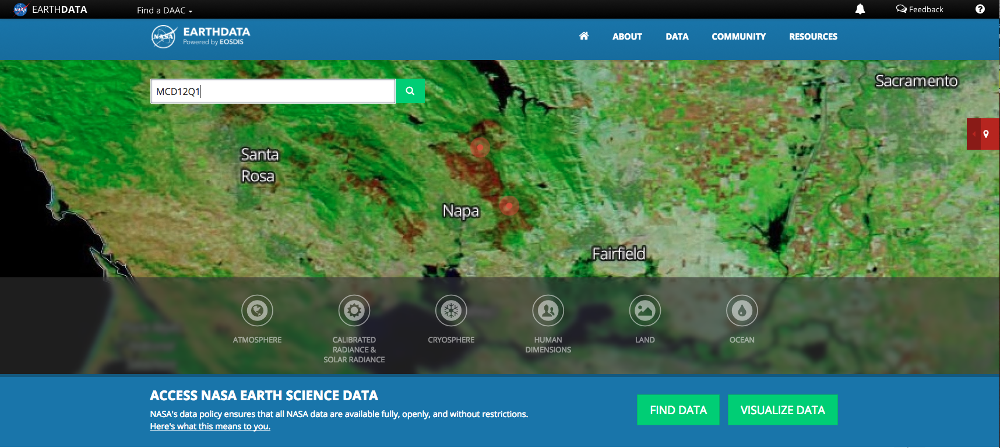 NASA EARTHDATA
Find a DAAC
Feedback
NASA EARTHDATA
Powered by EOSDIS
ABOUT
DATA
COMMUNITY
RESOURCES
MCD12Q1
Sacramento
Santa
Rosa
Napa
Fairfield
ATMOSPHERE
CALIBRATED
RADIANCE &
SOLAR RADIANCE
CRYOSPHERE
HUMAN
DIMENSIONS
LAND
OCEAN
ACCESS NASA EARTH SCIENCE DATA
NASA's data policy ensures that all NASA data are available fully, openly, and without restrictions.
Here's what this means to you.
FIND DATA
VISUALIZE DATA